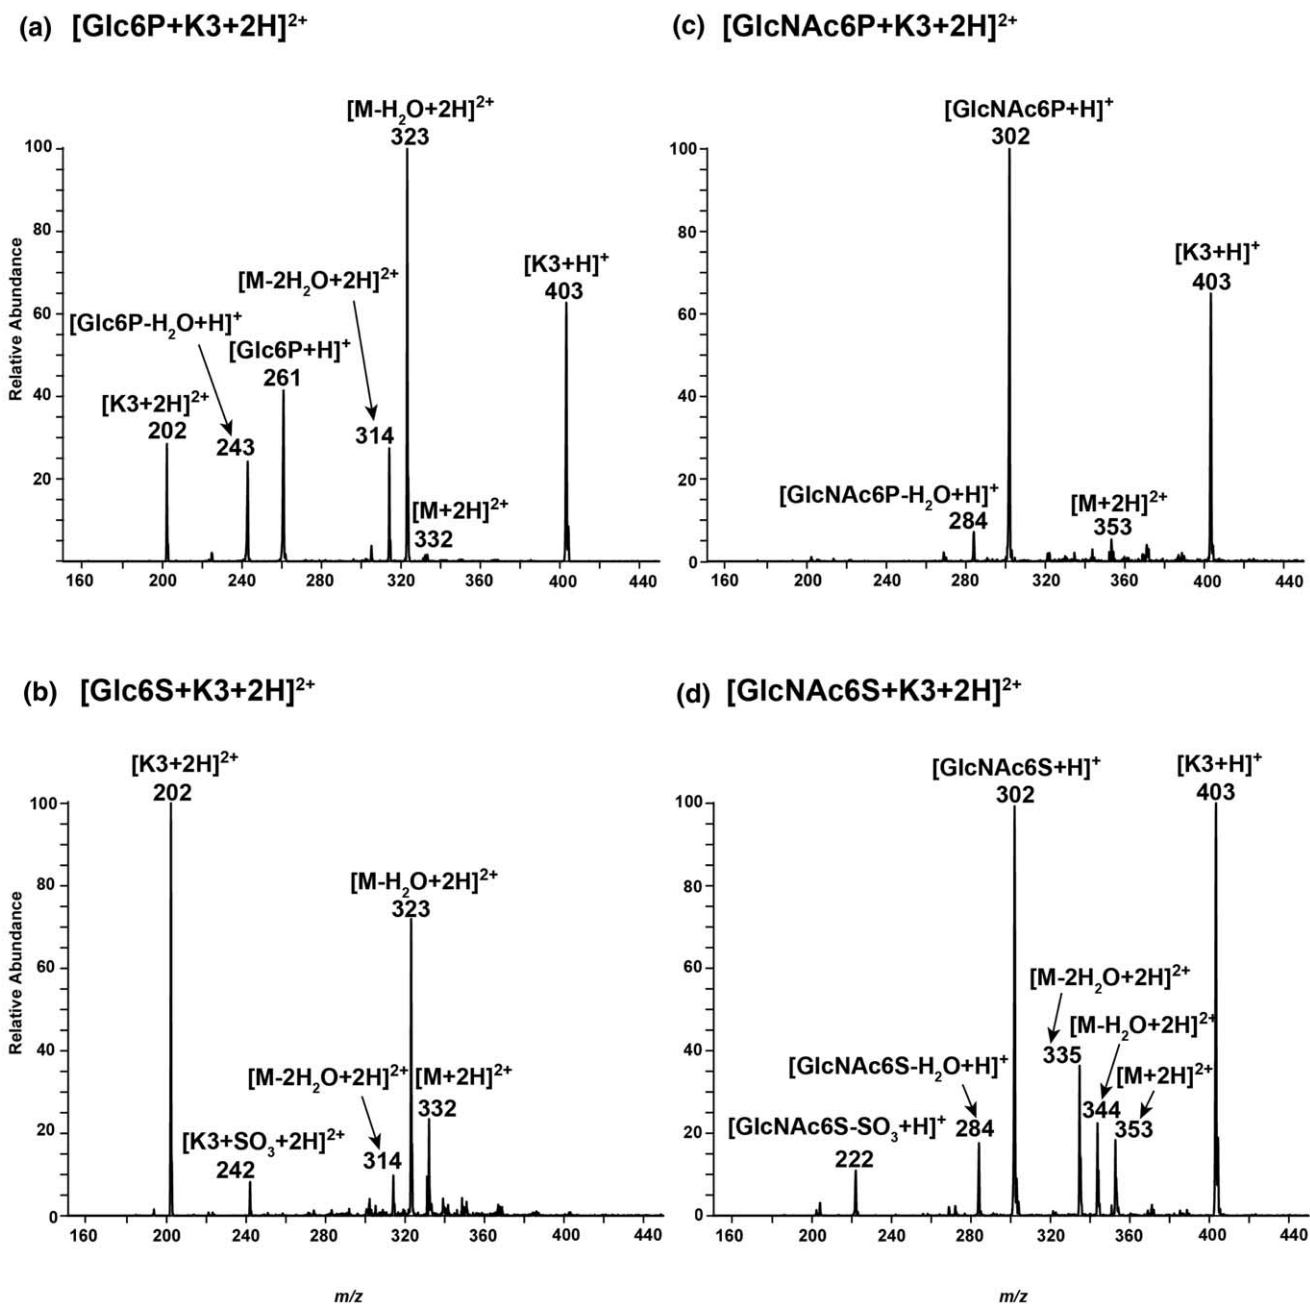 (a) [Glc6P+K3+2H]²⁺
[M-H₂O+2H]²⁺
323
[K3+H]⁺
403
[M-2H₂O+2H]²⁺
314
[Glc6P-H₂O+H]⁺
243
[Glc6P+H]⁺
261
[K3+2H]²⁺
202
[M+2H]²⁺
332
Relative Abundance
100
80
60
40
20
160 200 240 280 320 360 400 440
(c) [GlcNAc6P+K3+2H]²⁺
[GlcNAc6P+H]⁺
302
[K3+H]⁺
403
[GlcNAc6P-H₂O+H]⁺
284
[M+2H]²⁺
353
100
80
60
40
20
0
160 200 240 280 320 360 400 440
(b) [Glc6S+K3+2H]²⁺
[K3+2H]²⁺
202
[M-H₂O+2H]²⁺
323
[M-2H₂O+2H]²⁺
314
[M+2H]²⁺
332
[K3+SO₃+2H]²⁺
242
Relative Abundance
100
80
60
40
20
0
160 200 240 280 320 360 400 440
m/z
(d) [GlcNAc6S+K3+2H]²⁺
[GlcNAc6S+H]⁺
302
[K3+H]⁺
403
[M-2H₂O+2H]²⁺
335
[M-H₂O+2H]²⁺
344
[M+2H]²⁺
353
[GlcNAc6S-H₂O+H]⁺
284
[GlcNAc6S-SO₃+H]⁺
222
100
80
60
40
20
0
160 200 240 280 320 360 400 440
m/z